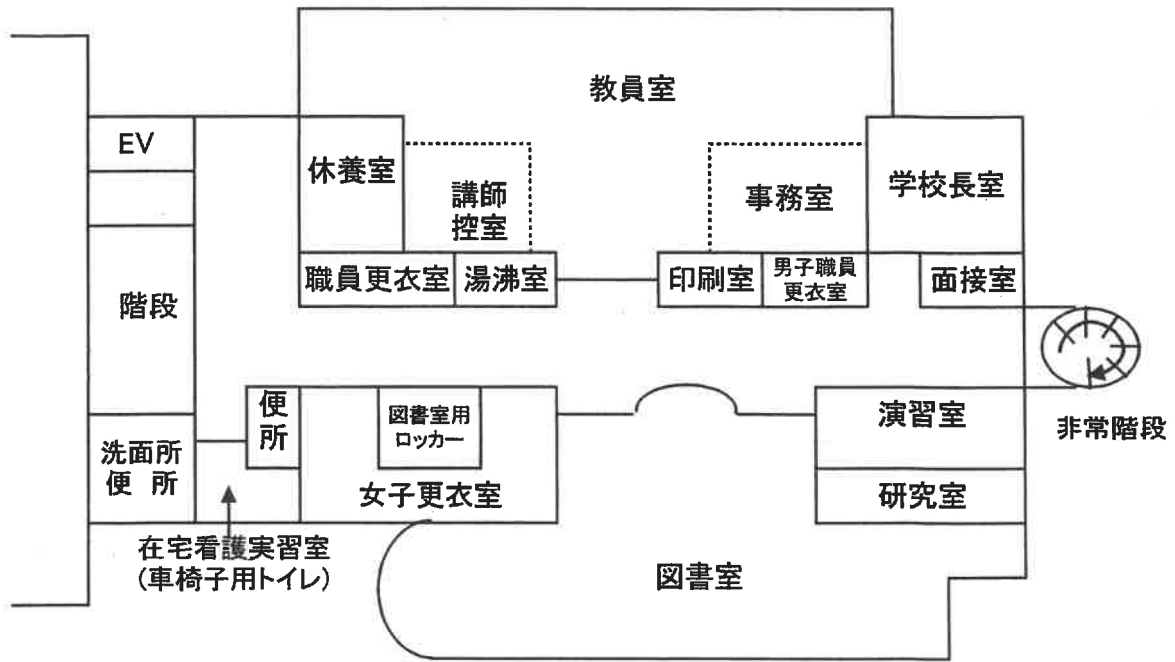 教員室
EV
休養室
講師
控室
事務室
学校長室
職員更衣室
湯沸室
印刷室
男子職員
更衣室
面接室
階段
便
所
図書室用
ロッカー
演習室
非常階段
洗面所
便 所
女子更衣室
研究室
在宅看護実習室
(車椅子用トイレ)
図書室